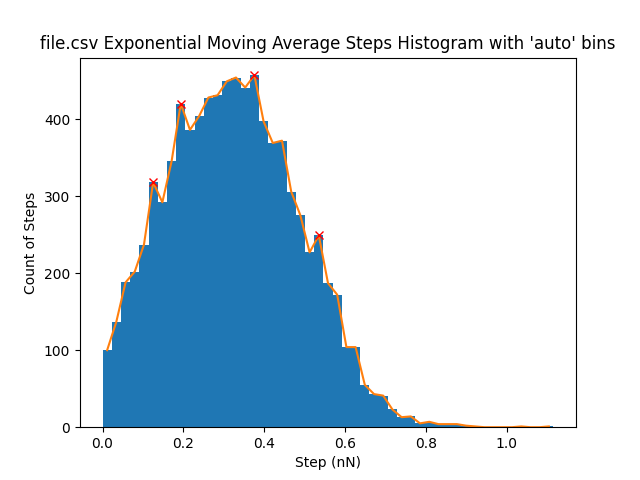 file.csv Exponential Moving Average Steps Histogram with 'auto' bins
Count of Steps
400
300
200
100
0
0.0 0.2 0.4 0.6 0.8 1.0
Step (nN)